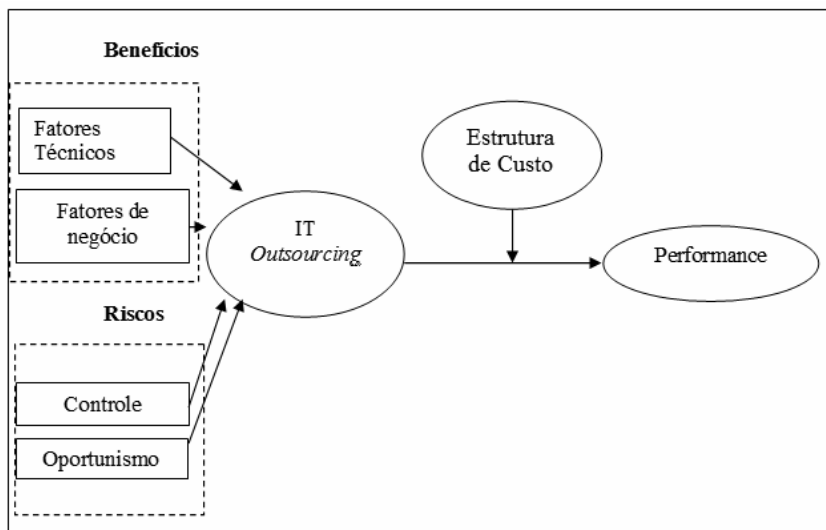 Benefícios
Fatores
Técnicos
Fatores de
negócio
Riscos
Controle
Oportunismo
IT
Outsourcing
Estrutura
de Custo
Performance